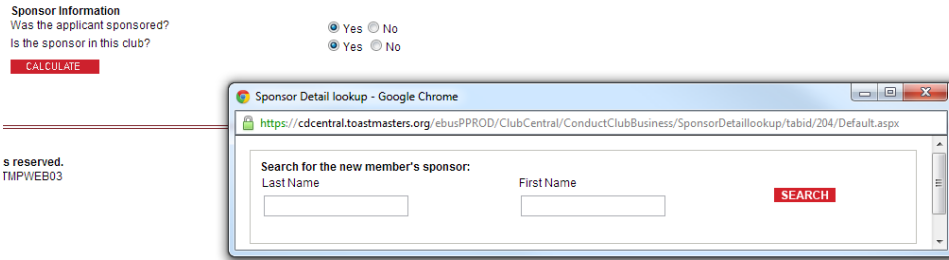 Sponsor Information
Was the applicant sponsored? Yes No
Is the sponsor in this club? Yes No
CALCULATE
Sponsor Detail lookup - Google Chrome
https://cdcentral.toastmasters.org/ebusPPROD/ClubCentral/ConductClubBusiness/SponsorDetaillookup/tabid/204/Default.aspx
s reserved.
TMPWEB03
Search for the new member's sponsor:
Last Name First Name
SEARCH